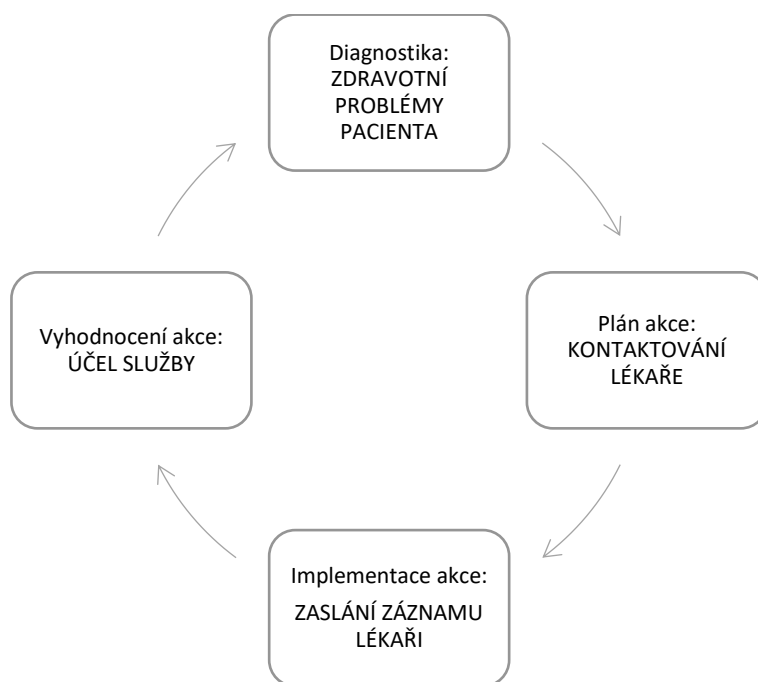 Diagnostika:
ZDRAVOTNÍ
PROBLÉMY
PACIENTA
Plán akce:
KONTAKTOVÁNÍ
LÉKAŘE
Implementace akce:
ZASLÁNÍ ZÁZNAMU
LÉKAŘI
Vyhodnocení akce:
ÚČEL SLUŽBY